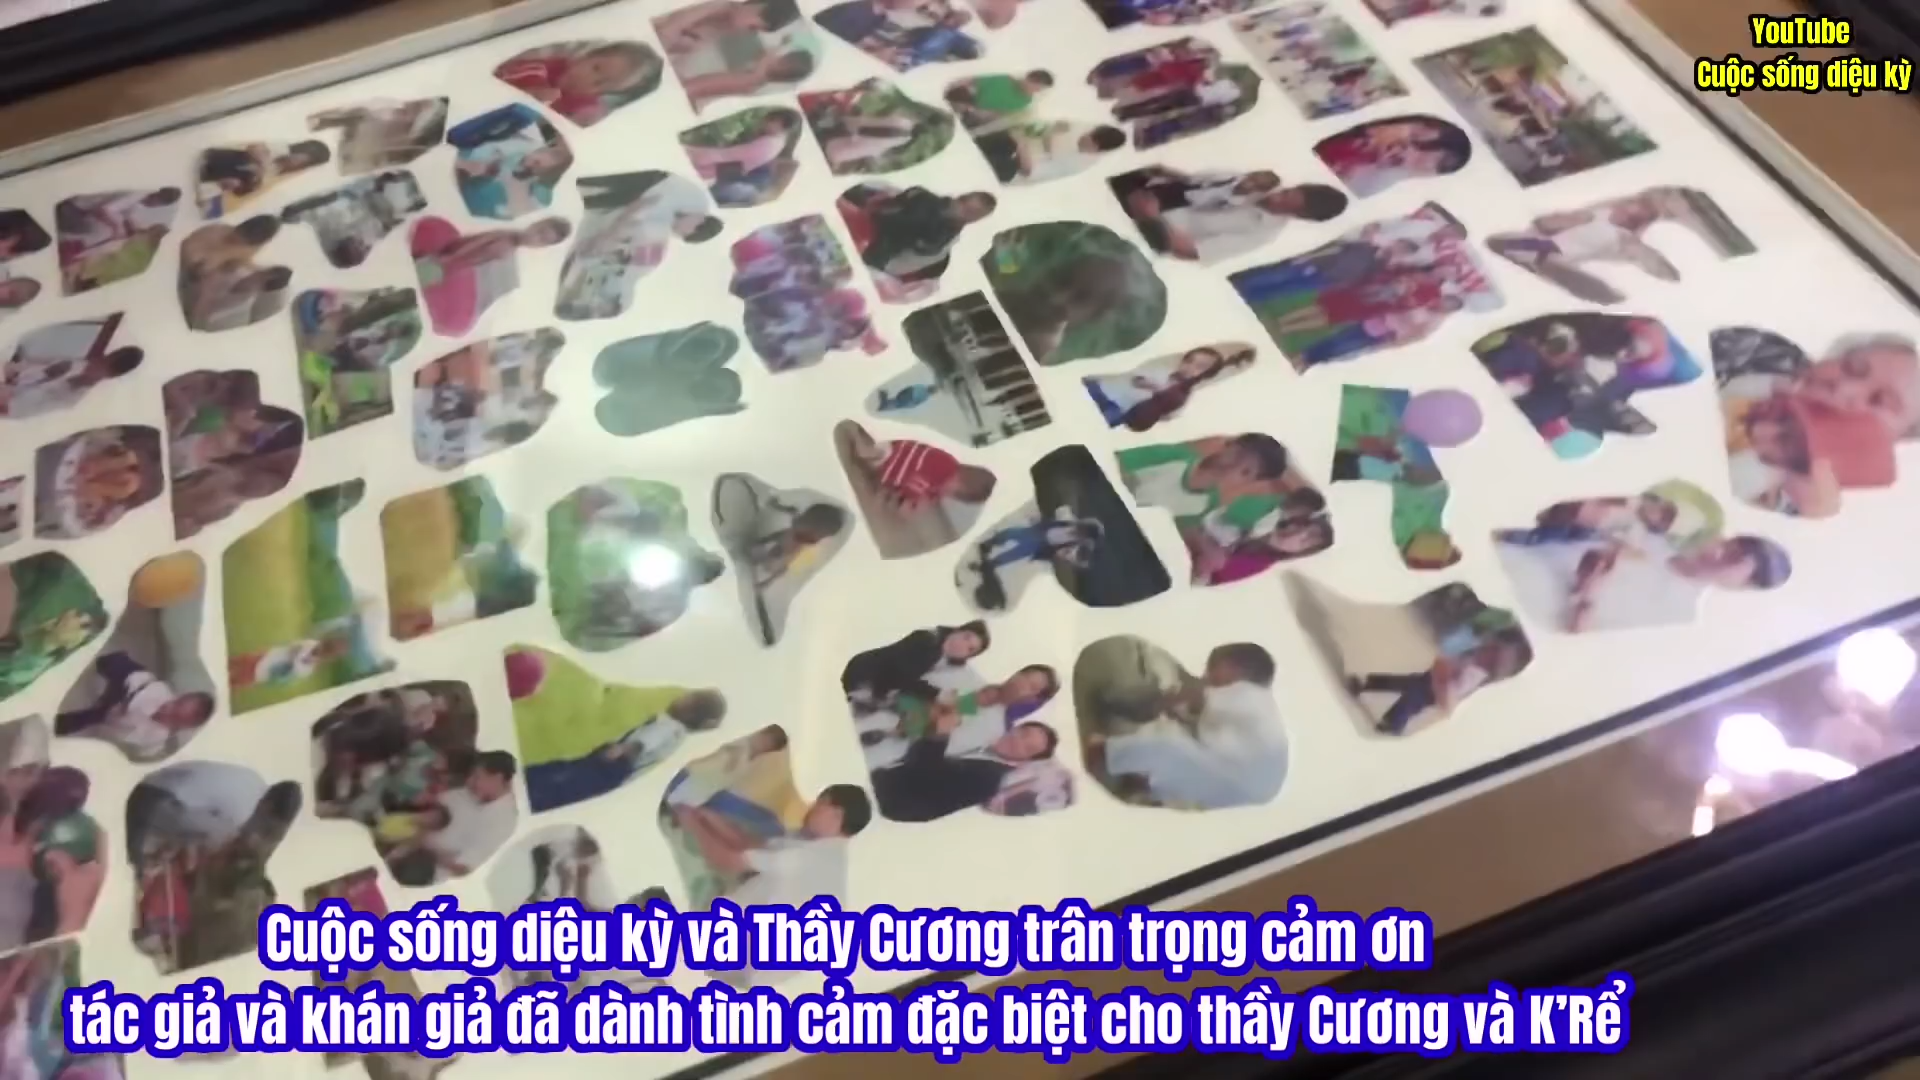 YouTube
Cuộc sống diệu kỳ
Cuộc sống diệu kỳ và Thầy Cương trân trọng cảm ơn
tác giả và khán giả đã dành tình cảm đặc biệt cho thầy Cương và K’Rể